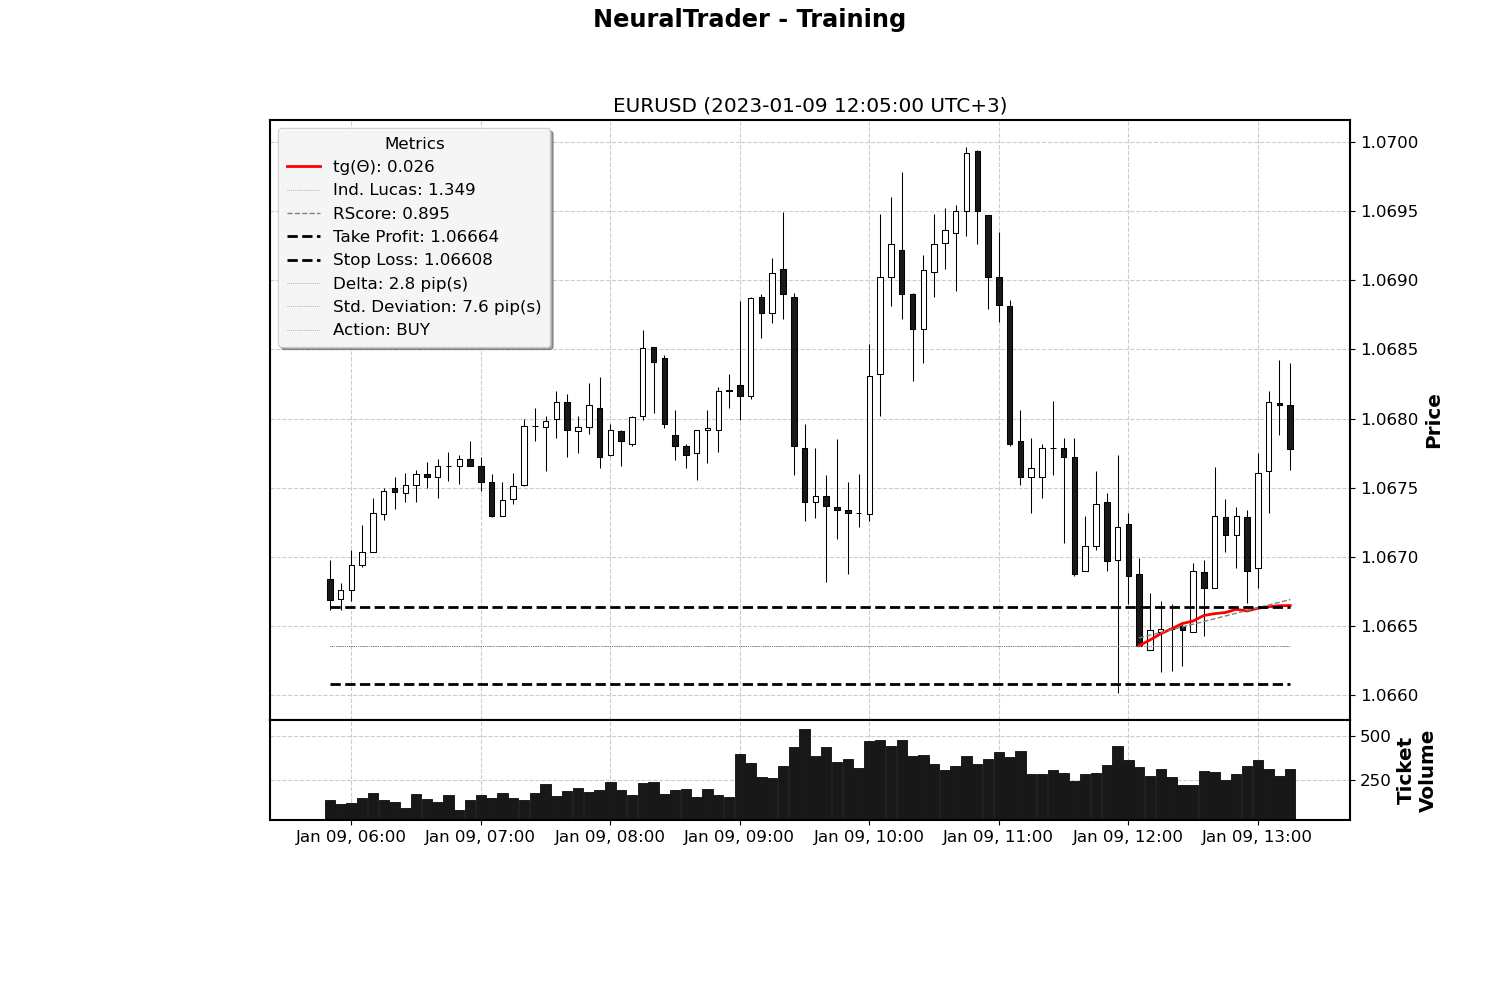 NeuralTrader - Training
EURUSD (2023-01-09 12:05:00 UTC+3)
Metrics
tg(Θ): 0.026
Ind. Lucas: 1.349
RScore: 0.895
Take Profit: 1.06664
Stop Loss: 1.06608
Delta: 2.8 pip(s)
Std. Deviation: 7.6 pip(s)
Action: BUY
1.0700
1.0695
1.0690
1.0685
1.0680
1.0675
1.0670
1.0665
1.0660
Price
500
250
Ticket
Volume
Jan 09, 06:00 Jan 09, 07:00 Jan 09, 08:00 Jan 09, 09:00 Jan 09, 10:00 Jan 09, 11:00 Jan 09, 12:00 Jan 09, 13:00